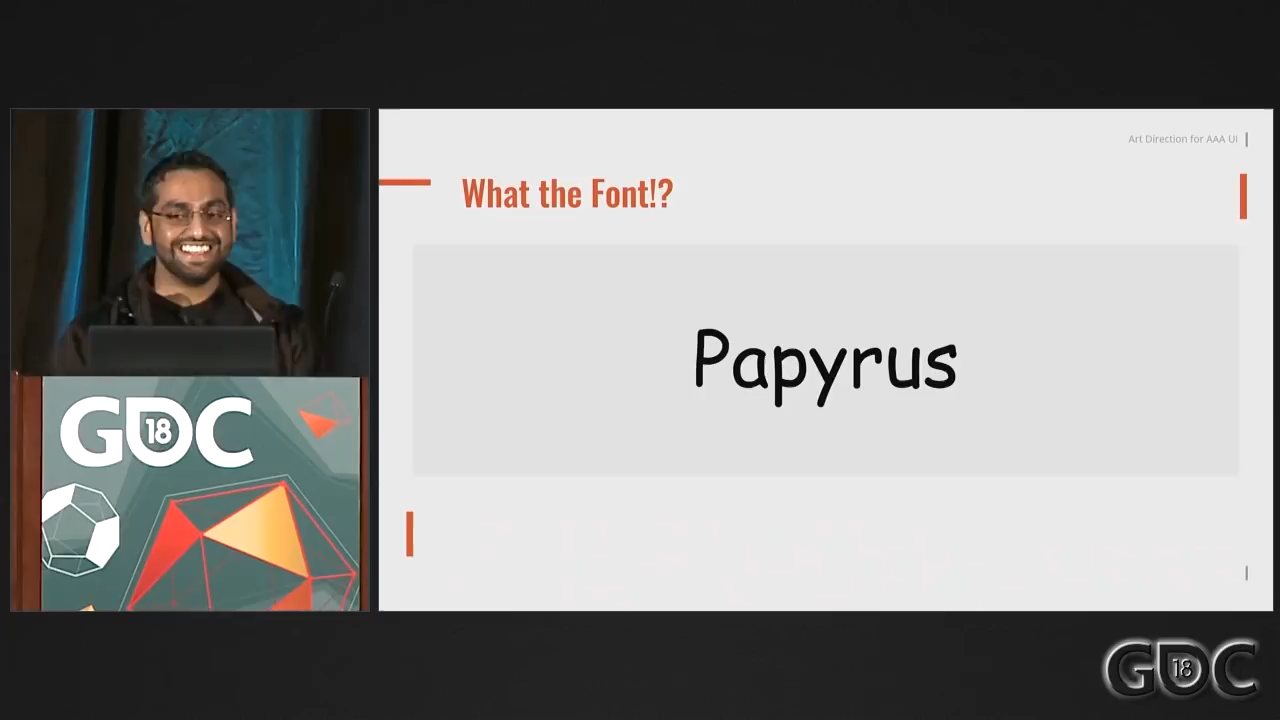 Art Direction for AAA UI
What the Font!?
Papyrus
GDC
18
GDC
18